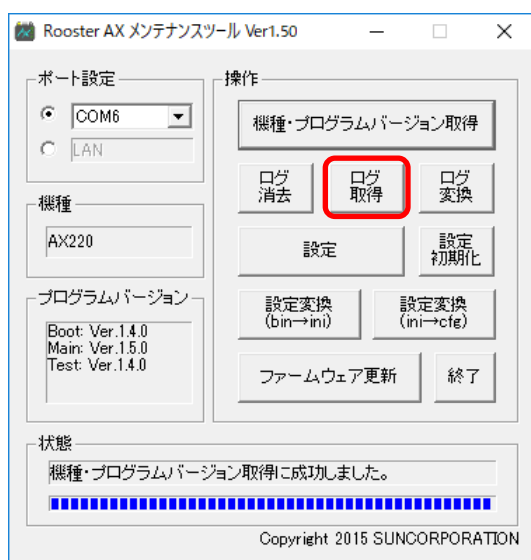 Rooster AX メンテナンスツール Ver1.50
ポート設定
COM6
LAN
機種
AX220
プログラムバージョン
Boot: Ver.1.4.0
Main: Ver.1.5.0
Test: Ver.1.4.0
操作
機種・プログラムバージョン取得
ログ
消去
ログ
取得
ログ
変換
設定
設定
初期化
設定変換
(bin→ini)
設定変換
(ini→cfg)
ファームウェア更新
終了
状態
機種・プログラムバージョン取得に成功しました。
Copyright 2015 SUNCORPORATION